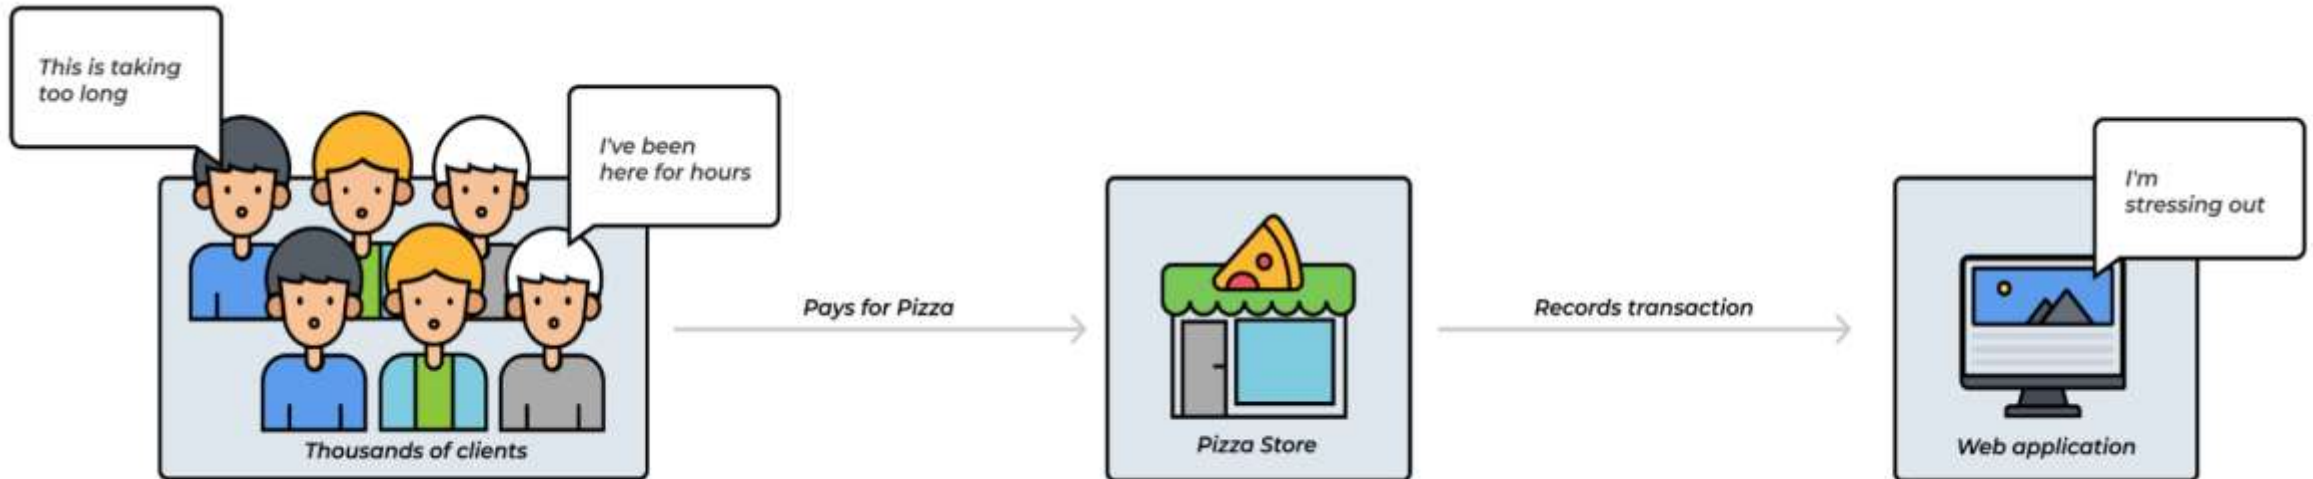 This is taking
too long
I've been
here for hours
Thousands of clients
Pays for Pizza
Pizza Store
Records transaction
I'm
stressing out
Web application